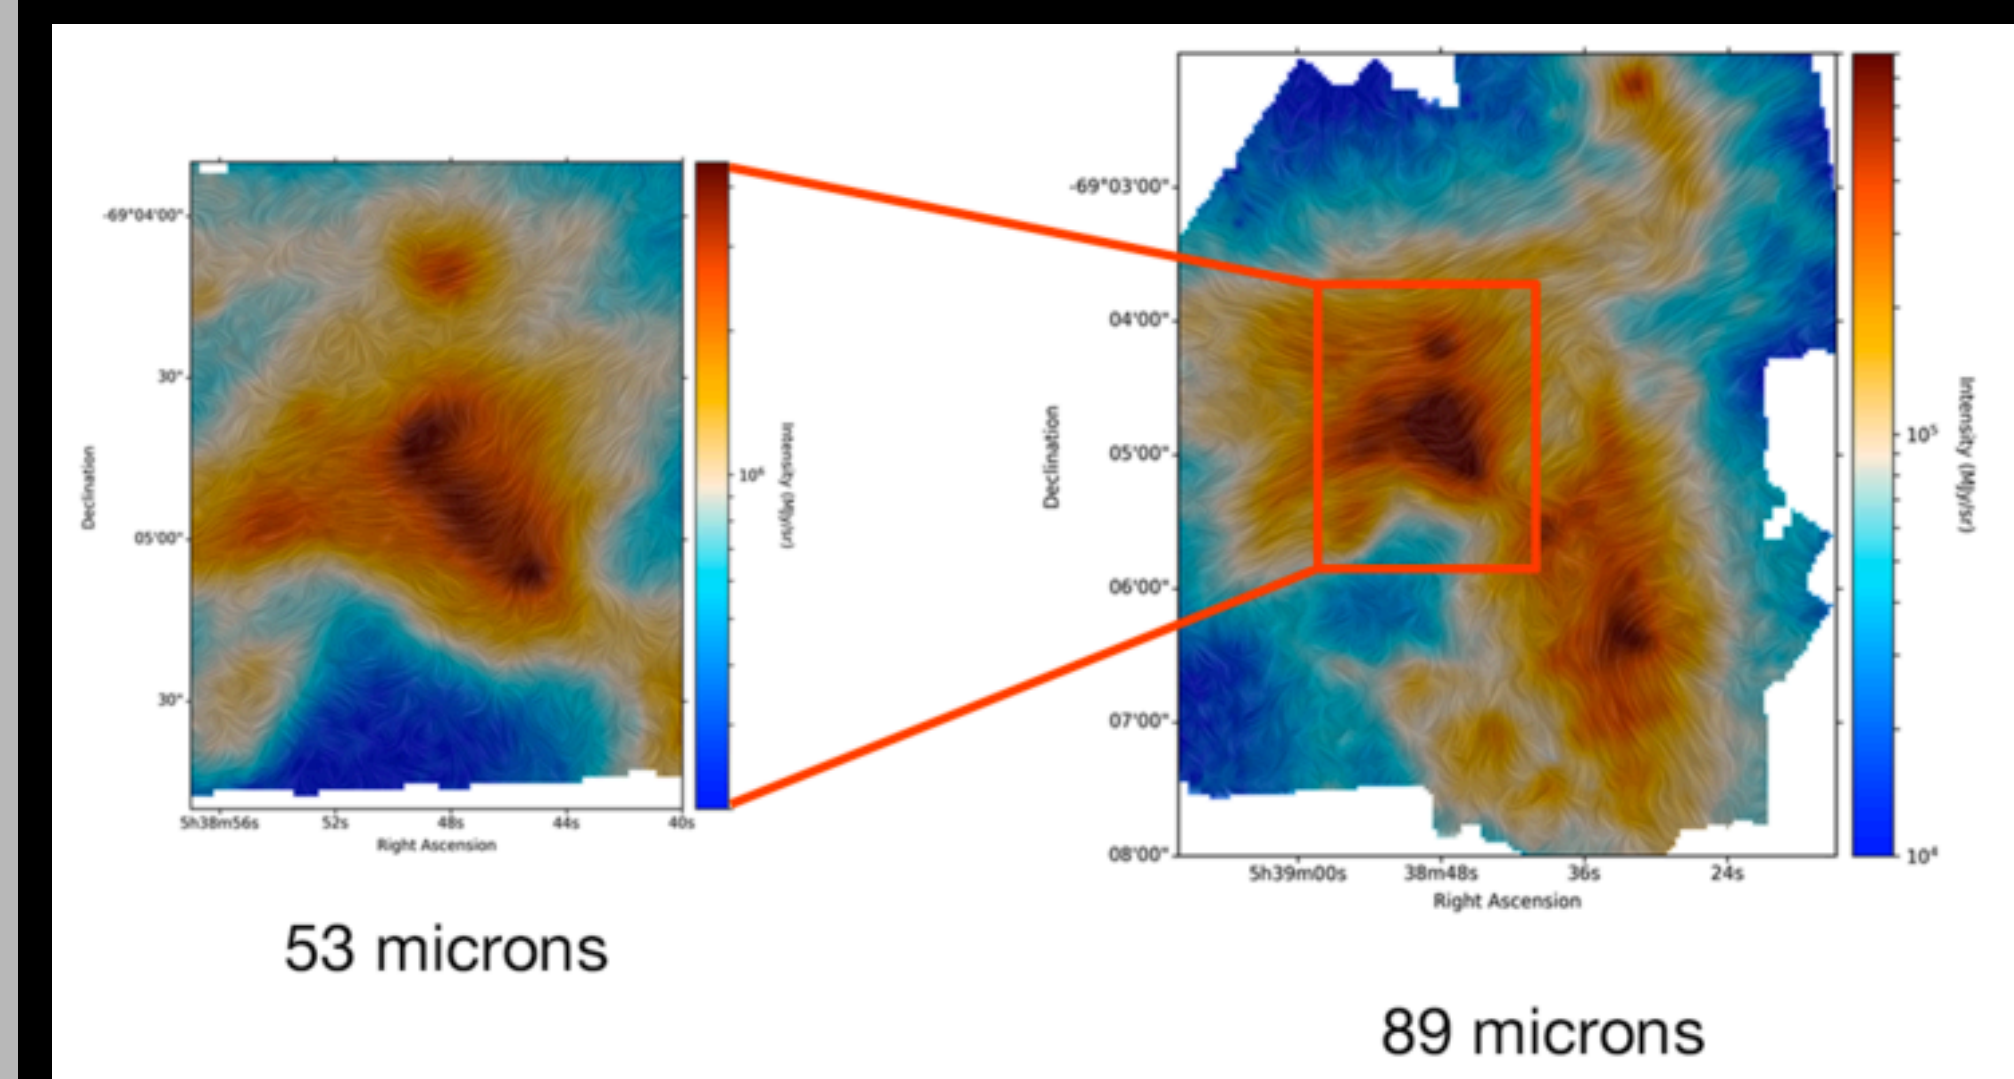 -69°04'00"
30"
05'00"
30"
Declination
5h38m56s 52s 48s 44s 40s
Right Ascension
10⁶
Intensity (MJy/sr)
53 microns
-69°03'00"
04'00"
05'00"
06'00"
07'00"
08'00"
Declination
5h39m00s 38m48s 36s 24s
Right Ascension
10⁵
10⁴
Intensity (MJy/sr)
89 microns